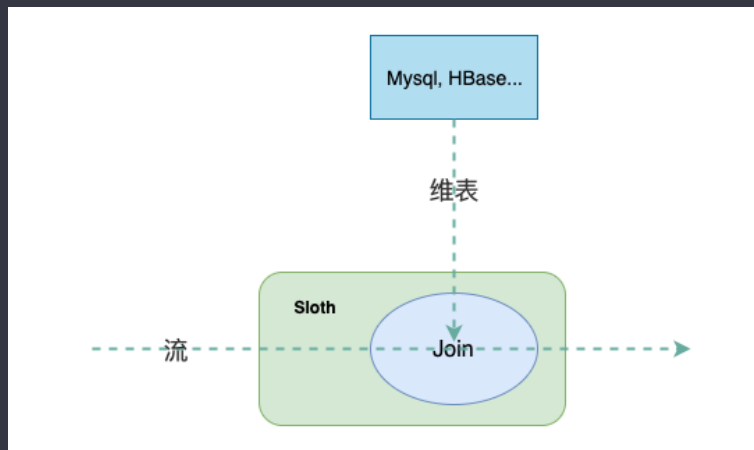 Mysql, HBase...
维表
Sloth
流
Join